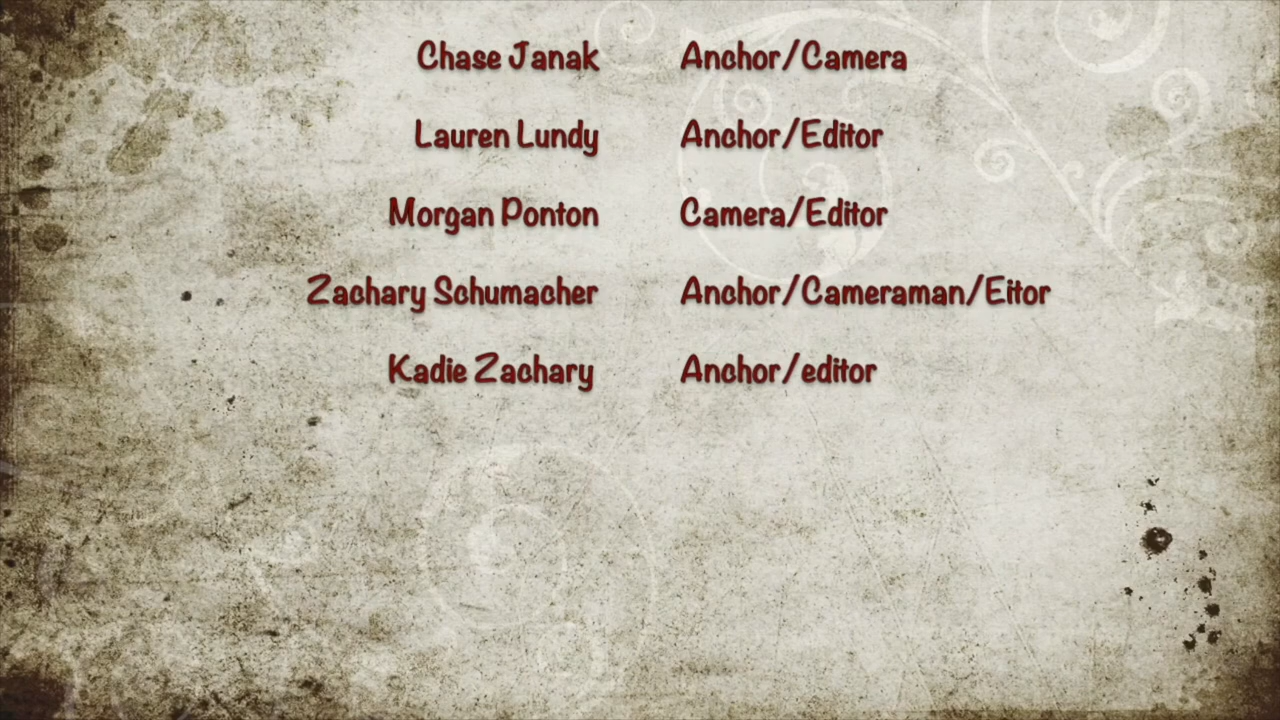 Chase Janak Anchor/Camera
Lauren Lundy Anchor/Editor
Morgan Ponton Camera/Editor
Zachary Schumacher Anchor/Cameraman/Eitor
Kadie Zachary Anchor/editor